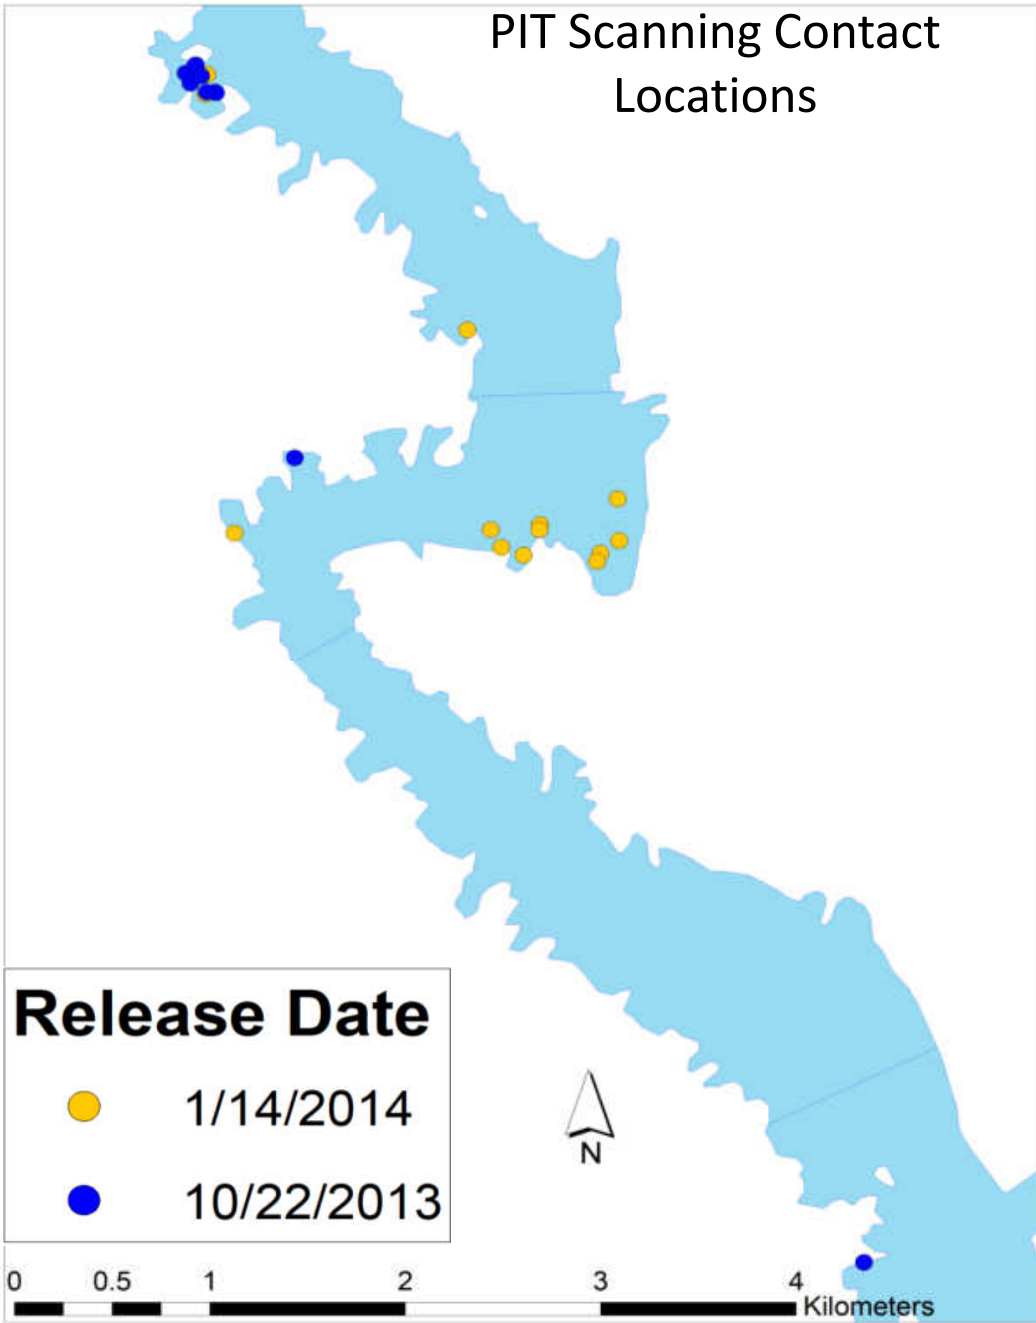 PIT Scanning Contact
Locations
Release Date
1/14/2014
10/22/2013
N
0 0.5 1 2 3 4
Kilometers